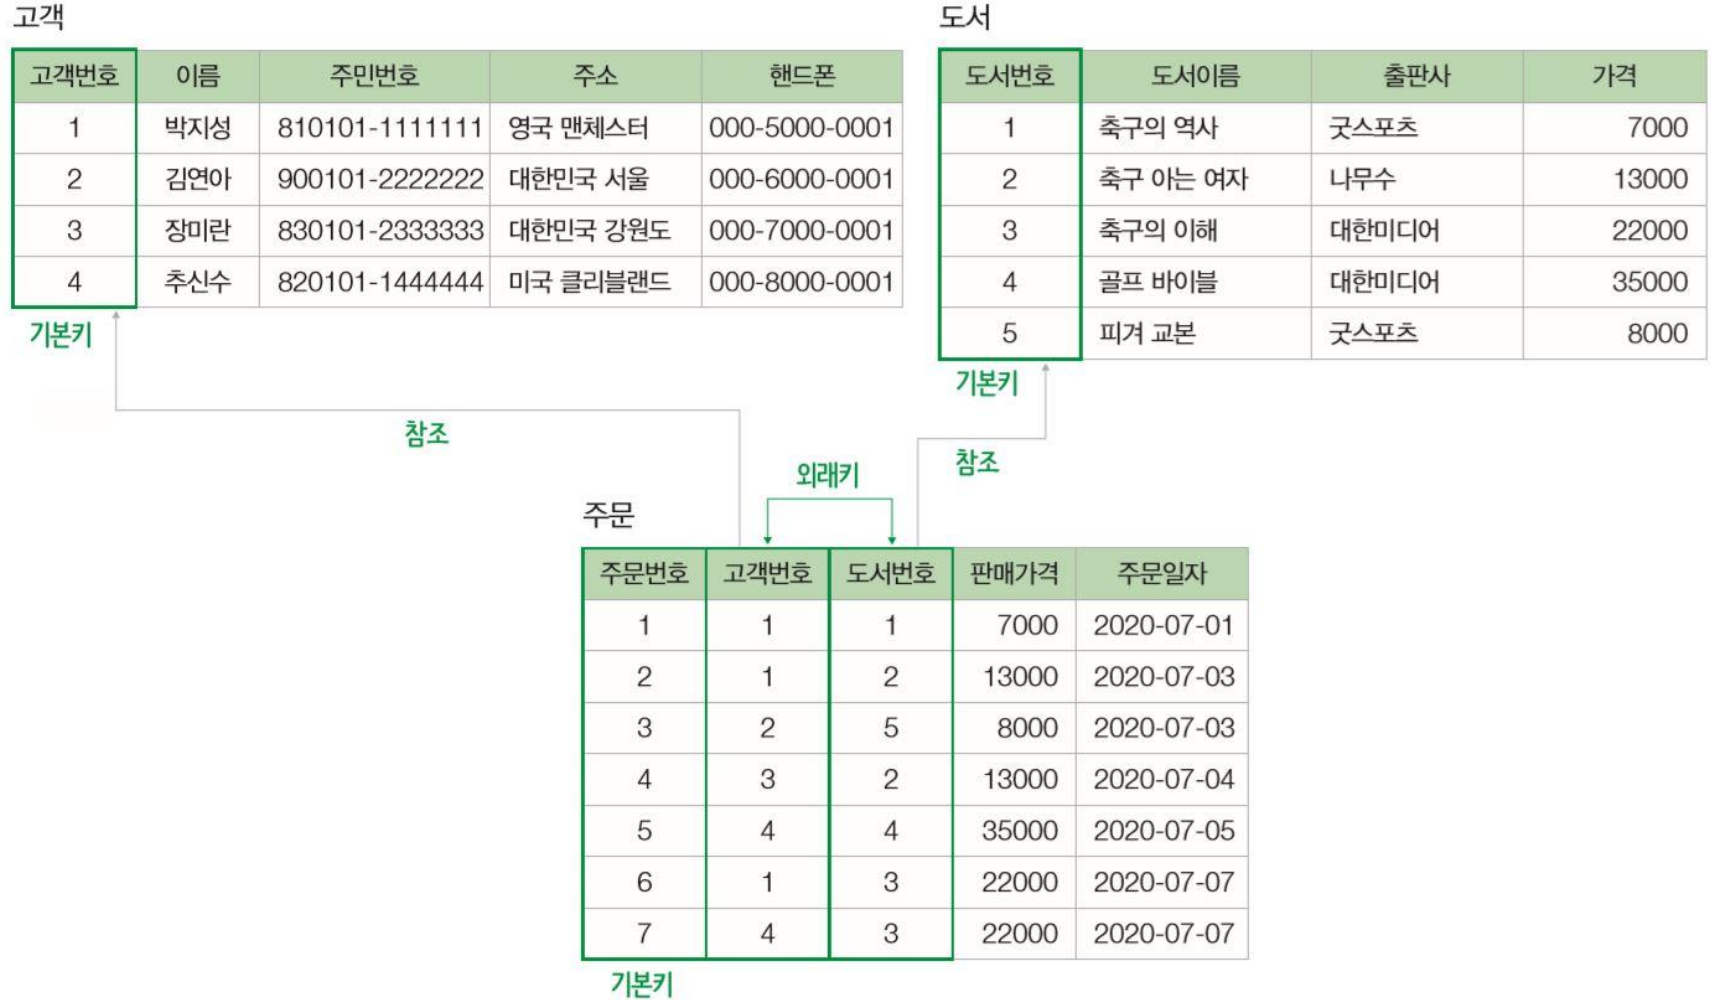 고객
고객번호 이름 주민번호 주소 핸드폰
1 박지성 810101-1111111 영국 맨체스터 000-5000-0001
2 김연아 900101-2222222 대한민국 서울 000-6000-0001
3 장미란 830101-2333333 대한민국 강원도 000-7000-0001
4 추신수 820101-1444444 미국 클리블랜드 000-8000-0001
기본키
도서
도서번호 도서이름 출판사 가격
1 축구의 역사 굿스포츠 7000
2 축구 아는 여자 나무수 13000
3 축구의 이해 대한미디어 22000
4 골프 바이블 대한미디어 35000
5 피겨 교본 굿스포츠 8000
기본키
참조
참조
외래키
주문
주문번호 고객번호 도서번호 판매가격 주문일자
1 1 1 7000 2020-07-01
2 1 2 13000 2020-07-03
3 2 5 8000 2020-07-03
4 3 2 13000 2020-07-04
5 4 4 35000 2020-07-05
6 1 3 22000 2020-07-07
7 4 3 22000 2020-07-07
기본키